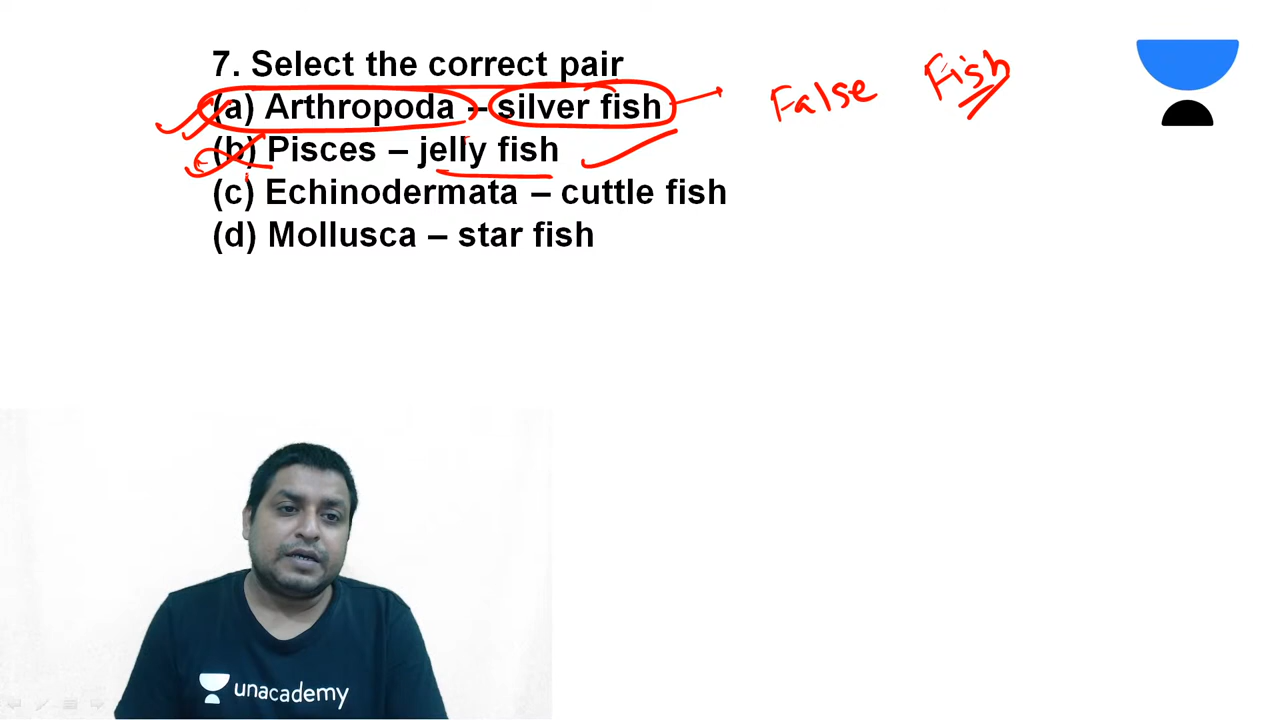 7. Select the correct pair
(a) Arthropoda – silver fish
False Fish
(b) Pisces – jelly fish
(c) Echinodermata – cuttle fish
(d) Mollusca – star fish
unacademy